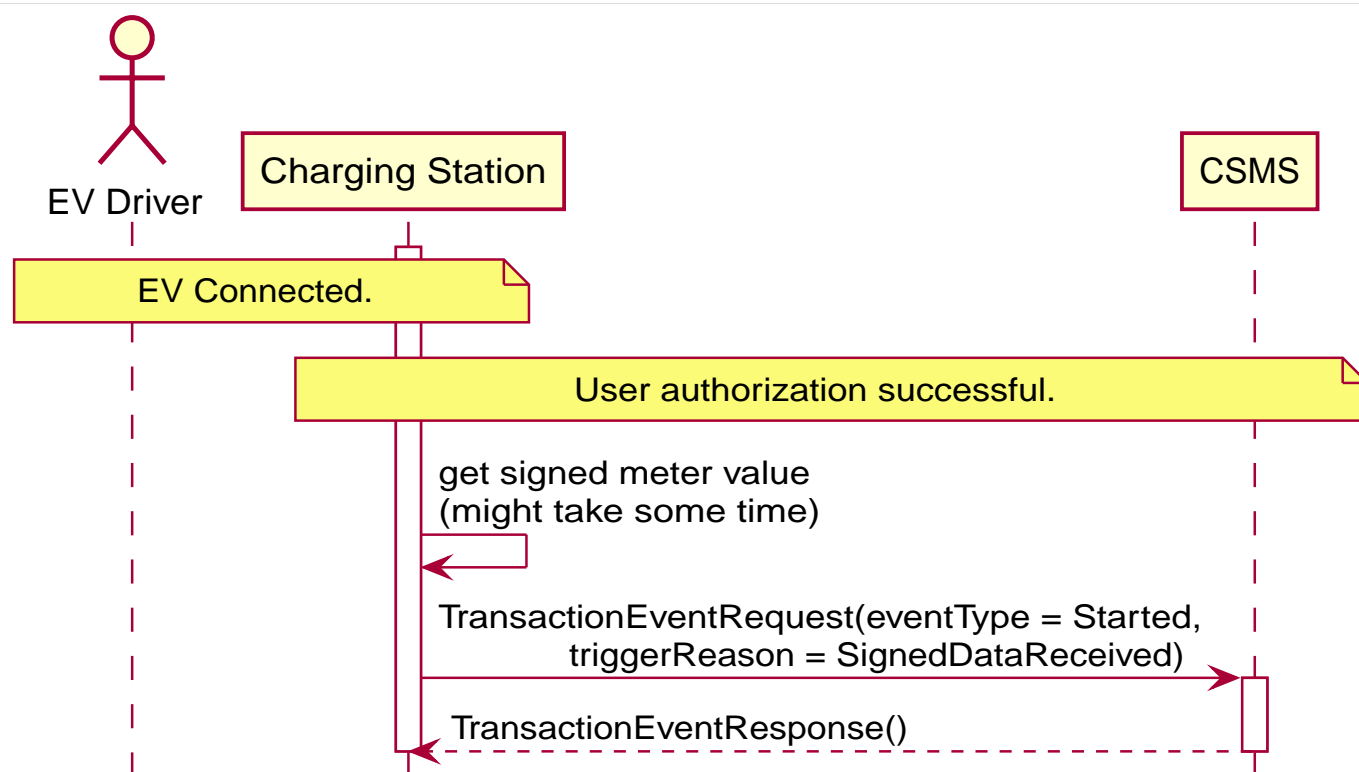 EV Driver
Charging Station
CSMS
EV Connected.
User authorization successful.
get signed meter value
(might take some time)
TransactionEventRequest(eventType = Started,
triggerReason = SignedDataReceived)
TransactionEventResponse()